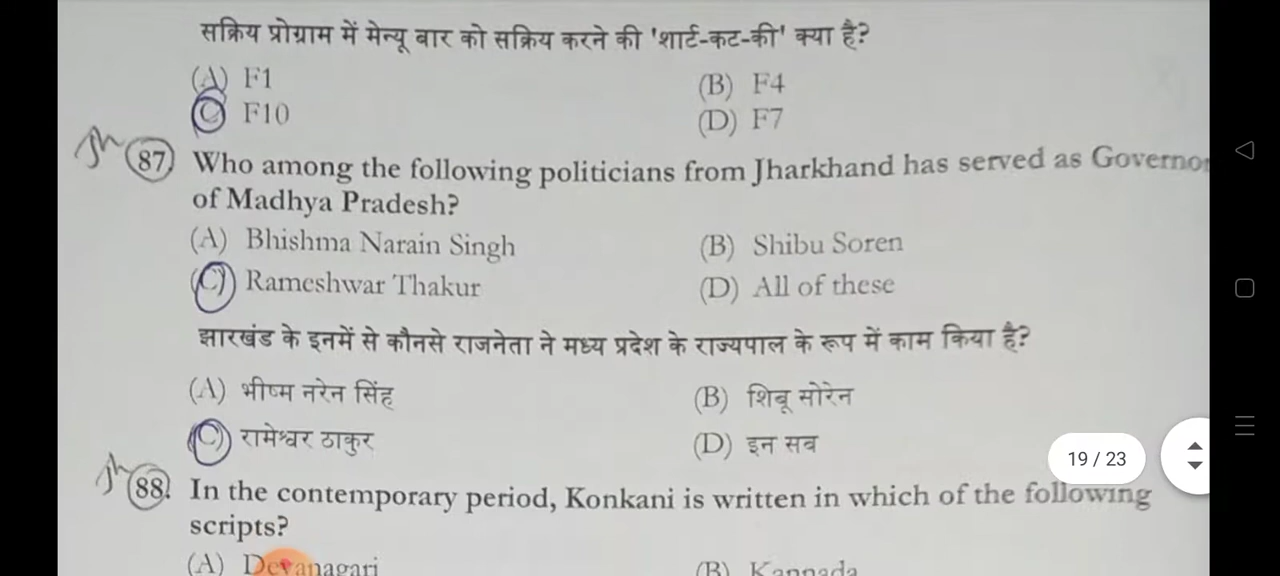 सक्रिय प्रोग्राम में मेन्यू बार को सक्रिय करने की 'शार्ट-कट-की' क्या है?
(A) F1 (B) F4
(C) F10 (D) F7
87. Who among the following politicians from Jharkhand has served as Governor
of Madhya Pradesh?
(A) Bhishma Narain Singh (B) Shibu Soren
(C) Rameshwar Thakur (D) All of these
झारखंड के इनमें से कौनसे राजनेता ने मध्य प्रदेश के राज्यपाल के रूप में काम किया है?
(A) भीष्म नरेन सिंह (B) शिबू सोरेन
(C) रामेश्वर ठाकुर (D) इन सब
19 / 23
88. In the contemporary period, Konkani is written in which of the following
scripts?
(A) Devanagari (B) Kannada